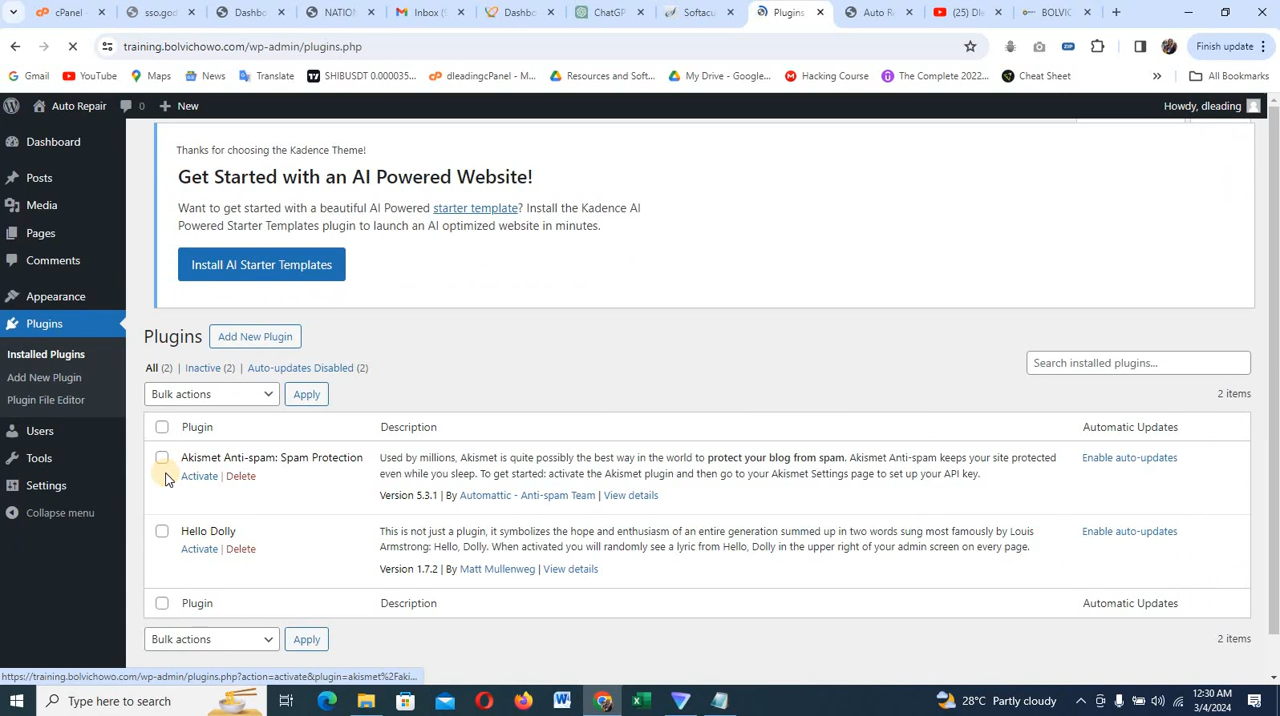 cPanel -
sso.god
Dashbo
NATION
Inbox (5
Dashbo
ChatGP
Softacu
Plugins
Auto Re
(25) Dle
BOLVIC
training.bolvichowo.com/wp-admin/plugins.php
Finish update
Gmail
YouTube
Maps
News
Translate
SHIBUSDT 0.000035...
dleadingcPanel - M...
Resources and Soft...
My Drive - Google...
Hacking Course
The Complete 2022...
Cheat Sheet
All Bookmarks
Auto Repair
0
New
Howdy, dleading
Dashboard
Posts
Media
Pages
Comments
Appearance
Plugins
Installed Plugins
Add New Plugin
Plugin File Editor
Users
Tools
Settings
Collapse menu
Thanks for choosing the Kadence Theme!
Get Started with an AI Powered Website!
Want to get started with a beautiful AI Powered starter template? Install the Kadence AI
Powered Starter Templates plugin to launch an AI optimized website in minutes.
Install AI Starter Templates
Plugins
Add New Plugin
All (2) | Inactive (2) | Auto-updates Disabled (2)
Search installed plugins...
Bulk actions
Apply
2 items
Plugin
Description
Automatic Updates
Akismet Anti-spam: Spam Protection
Activate | Delete
Used by millions, Akismet is quite possibly the best way in the world to protect your blog from spam. Akismet Anti-spam keeps your site protected
even while you sleep. To get started: activate the Akismet plugin and then go to your Akismet Settings page to set up your API key.
Version 5.3.1 | By Automattic - Anti-spam Team | View details
Enable auto-updates
Hello Dolly
Activate | Delete
This is not just a plugin, it symbolizes the hope and enthusiasm of an entire generation summed up in two words sung most famously by Louis
Armstrong: Hello, Dolly. When activated you will randomly see a lyric from Hello, Dolly in the upper right of your admin screen on every page.
Version 1.7.2 | By Matt Mullenweg | View details
Enable auto-updates
Plugin
Description
Automatic Updates
Bulk actions
Apply
2 items
https://training.bolvichowo.com/wp-admin/plugins.php?action=activate&plugin=akismet%2Faki...
Type here to search
ZIP
28°C Partly cloudy
12:30 AM
3/4/2024